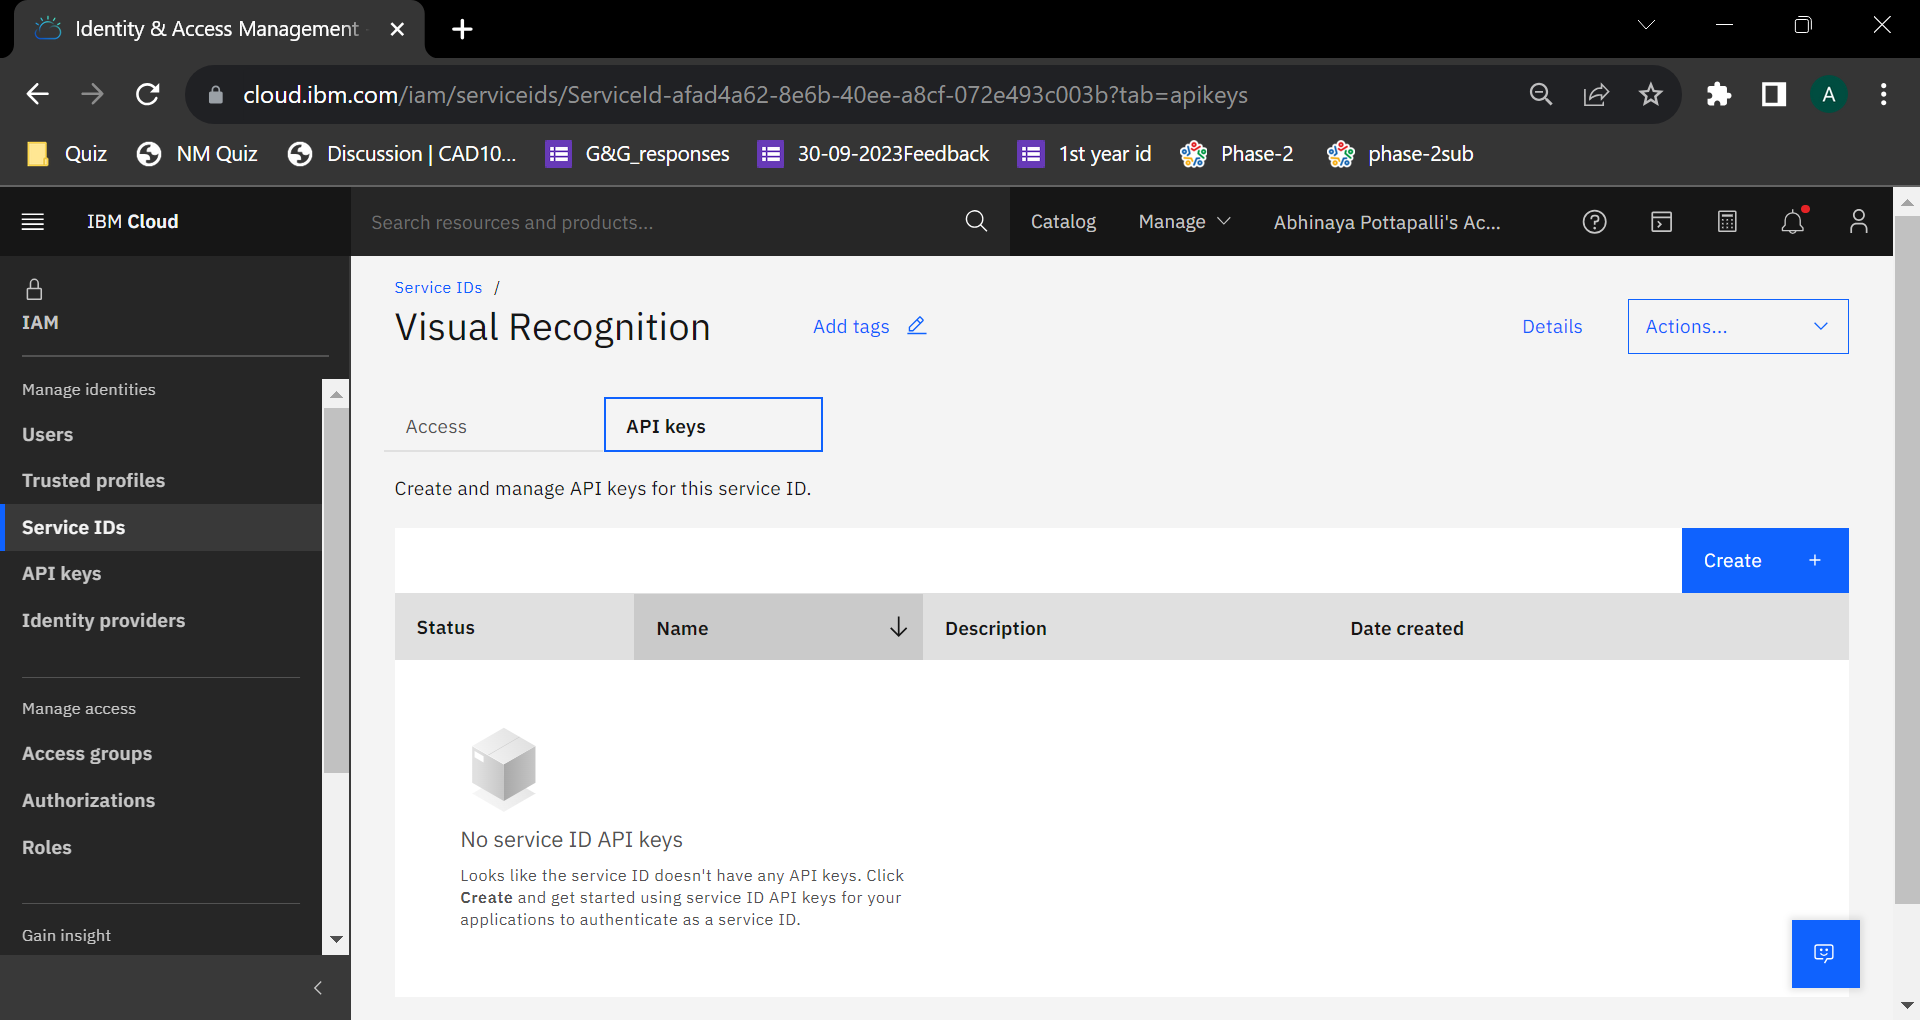 Identity & Access Management
cloud.ibm.com/iam/serviceids/ServiceId-afad4a62-8e6b-40ee-a8cf-072e493c003b?tab=apikeys
A
Quiz
NM Quiz
Discussion | CAD10...
G&G_responses
30-09-2023Feedback
1st year id
Phase-2
phase-2sub
IBM Cloud
Search resources and products...
Catalog
Manage
Abhinaya Pottapalli's Ac...
IAM
Manage identities
Users
Trusted profiles
Service IDs
API keys
Identity providers
Manage access
Access groups
Authorizations
Roles
Gain insight
Service IDs /
Visual Recognition
Add tags
Details
Actions...
Access
API keys
Create and manage API keys for this service ID.
Create +
Status
Name
Description
Date created
No service ID API keys
Looks like the service ID doesn't have any API keys. Click
Create and get started using service ID API keys for your
applications to authenticate as a service ID.